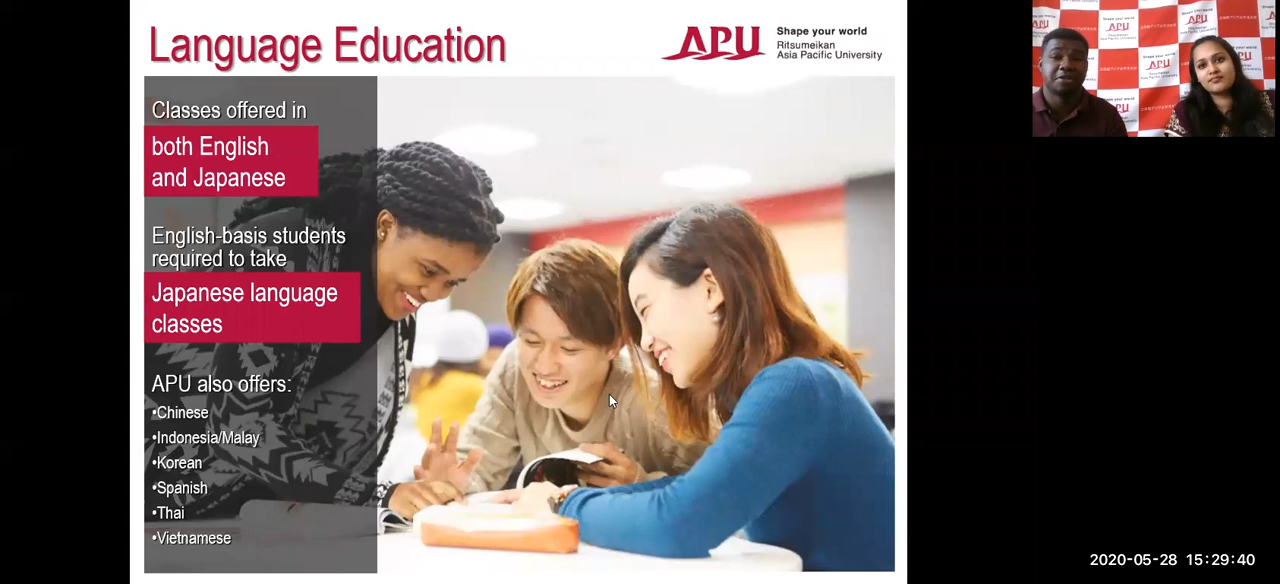 Language Education
APU
Shape your world
Ritsumeikan
Asia Pacific University
Classes offered in
both English
and Japanese
English-basis students
required to take
Japanese language
classes
APU also offers:
•Chinese
•Indonesia/Malay
•Korean
•Spanish
•Thai
•Vietnamese
2020-05-28 15:29:40